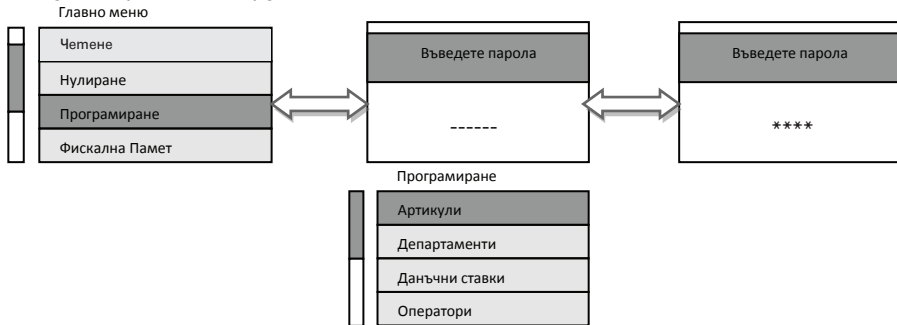 Главно меню
Четене
Нулиране
Програмиране
Фискална Памет
Въведете парола
------
Въведете парола
****
Програмиране
Артикули
Департаменти
Данъчни ставки
Оператори